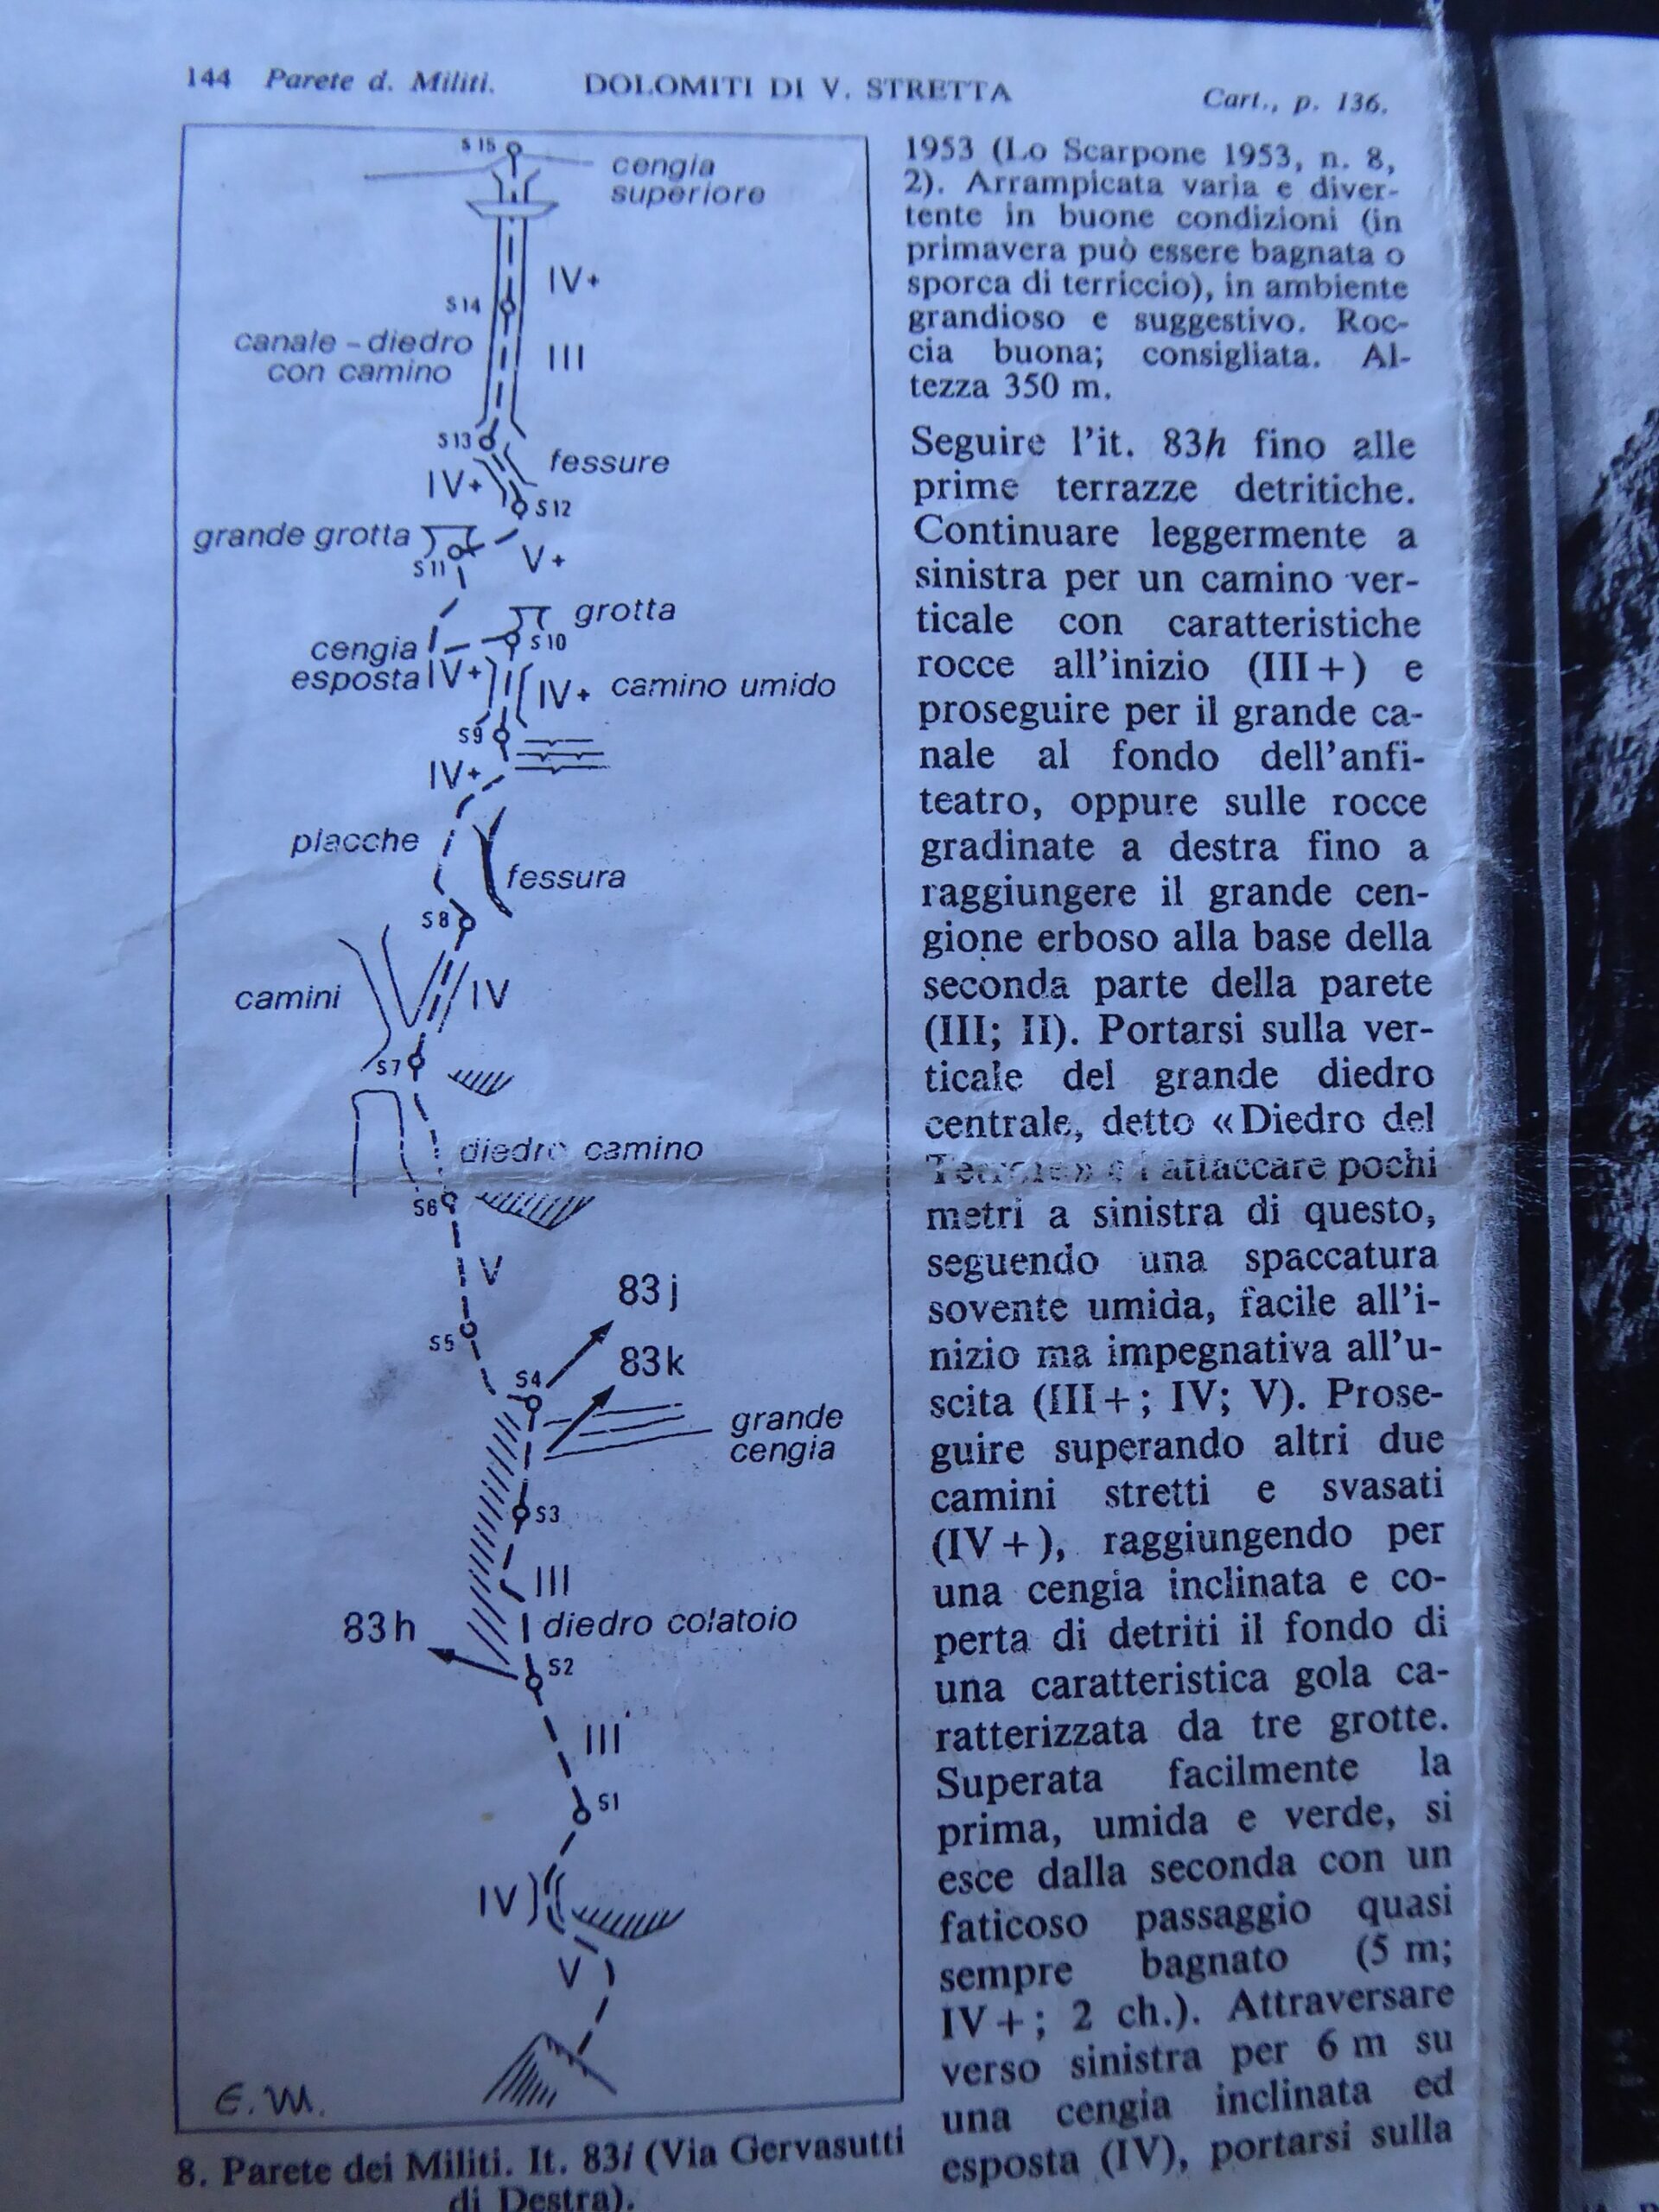 144 Parete d. Militi. DOLOMITI DI V. STRETTA Cart., p. 136.
S15
cengia
superiore
IV+
S14
canale-diedro
con camino
III
S13
fessure
IV+
S12
grande grotta
S11
V+
grotta
S10
cengia
esposta IV+
IV+ camino umido
S9
IV+
placche
fessura
S8
camini
IV
S7
diedro camino
S6
V
83j
S5
83k
S4
grande
cengia
S3
III
83h
diedro colatoio
S2
III
S1
IV
V
E.M.
8. Parete dei Militi. It. 83i (Via Gervasutti
di Destra).
1953 (Lo Scarpone 1953, n. 8,
2). Arrampicata varia e diver-
tente in buone condizioni (in
primavera può essere bagnata o
sporca di terriccio), in ambiente
grandioso e suggestivo. Roc-
cia buona; consigliata. Al-
tezza 350 m.
Seguire l'it. 83h fino alle
prime terrazze detritiche.
Continuare leggermente a
sinistra per un camino ver-
ticale con caratteristiche
rocce all'inizio (III+) e
proseguire per il grande ca-
nale al fondo dell'anfi-
teatro, oppure sulle rocce
gradinate a destra fino a
raggiungere il grande cen-
gione erboso alla base della
seconda parte della parete
(III; II). Portarsi sulla ver-
ticale del grande diedro
centrale, detto «Diedro del
Terrore» attaccare pochi
metri a sinistra di questo,
seguendo una spaccatura
sovente umida, facile all'i-
nizio ma impegnativa all'u-
scita (III+; IV; V). Prose-
guire superando altri due
camini stretti e svasati
(IV+), raggiungendo per
una cengia inclinata e co-
perta di detriti il fondo di
una caratteristica gola ca-
ratterizzata da tre grotte.
Superata facilmente la
prima, umida e verde, si
esce dalla seconda con un
faticoso passaggio quasi
sempre bagnato (5 m;
IV+; 2 ch.). Attraversare
verso sinistra per 6 m su
una cengia inclinata ed
esposta (IV), portarsi sulla